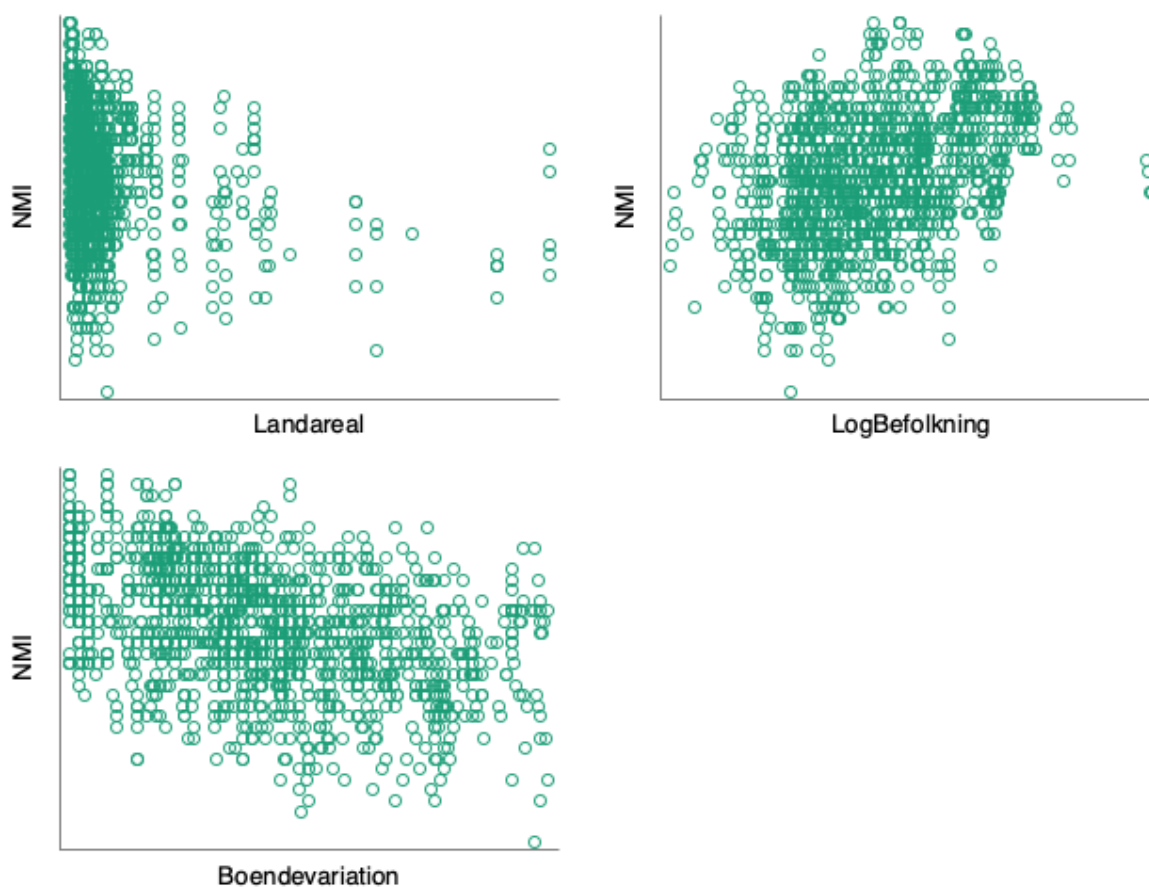 NMI
Landareal
NMI
LogBefolkning
NMI
Boendevariation